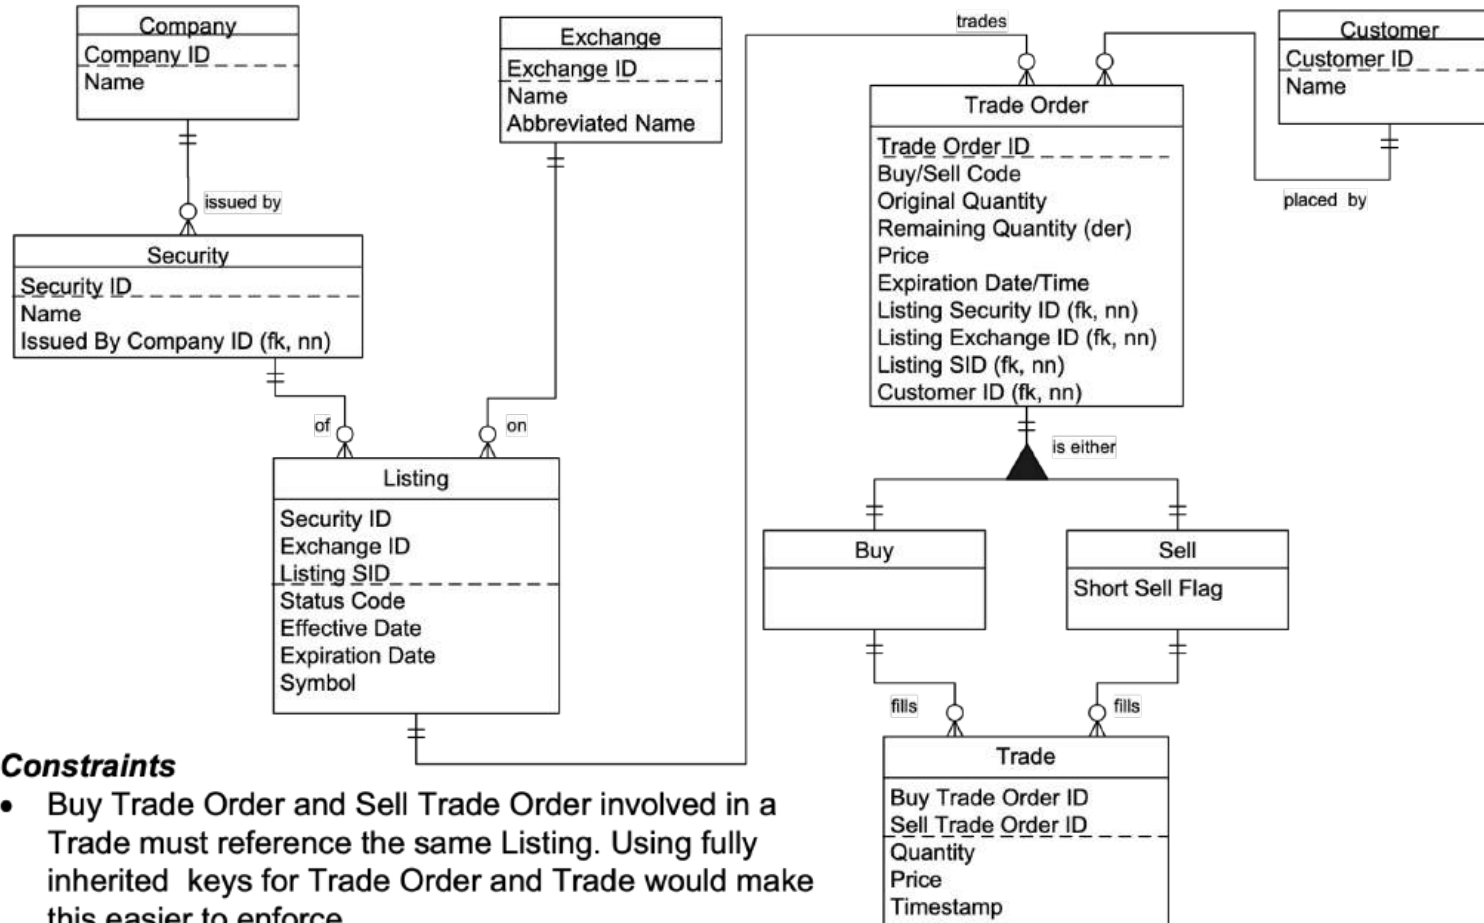 Company
Company ID
Name
Exchange
Exchange ID
Name
Abbreviated Name
trades
Customer
Customer ID
Name
placed by
issued by
Security
Security ID
Name
Issued By Company ID (fk, nn)
of
on
Listing
Security ID
Exchange ID
Listing SID
Status Code
Effective Date
Expiration Date
Symbol
Trade Order
Trade Order ID
Buy/Sell Code
Original Quantity
Remaining Quantity (der)
Price
Expiration Date/Time
Listing Security ID (fk, nn)
Listing Exchange ID (fk, nn)
Listing SID (fk, nn)
Customer ID (fk, nn)
is either
Buy
Sell
Short Sell Flag
fills
fills
Trade
Buy Trade Order ID
Sell Trade Order ID
Quantity
Price
Timestamp
Constraints
• Buy Trade Order and Sell Trade Order involved in a
Trade must reference the same Listing. Using fully
inherited keys for Trade Order and Trade would make
this easier to enforce